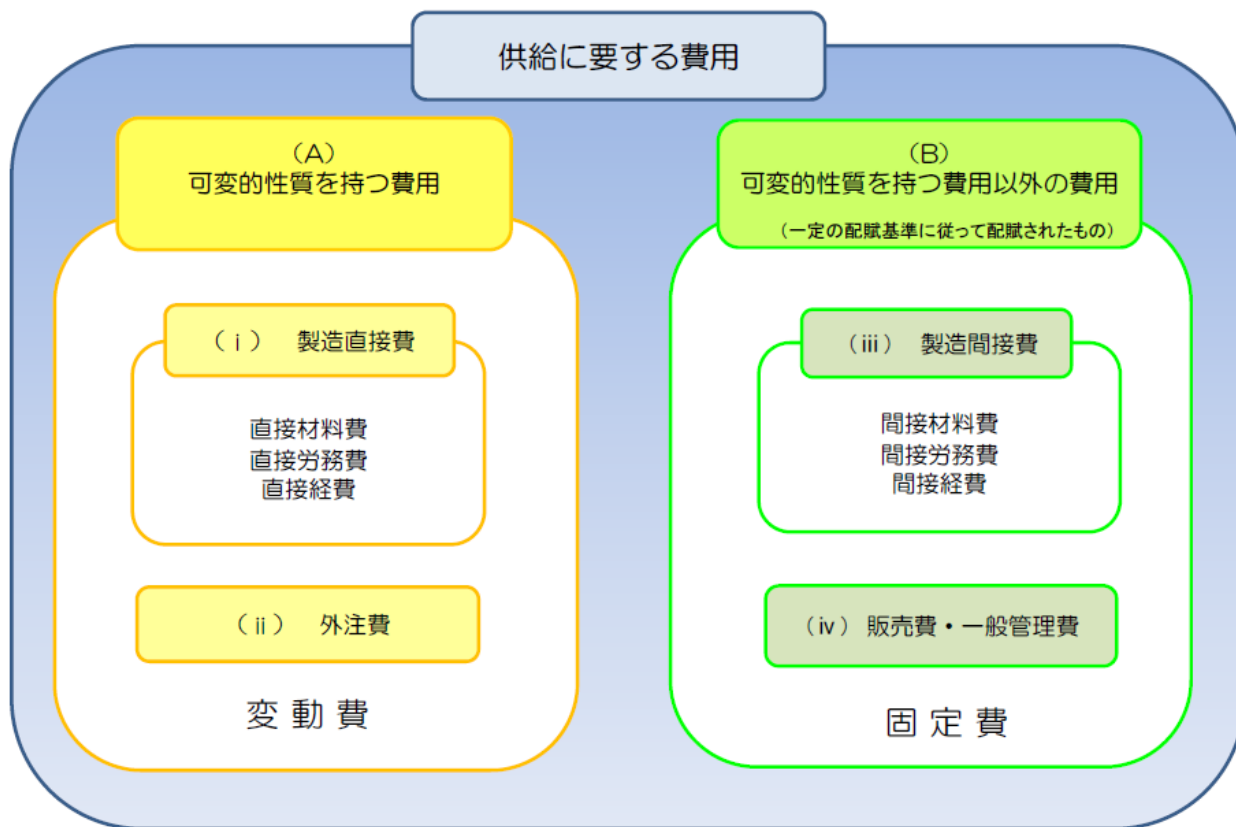 供給に要する費用
（A）
可変的性質を持つ費用
（ⅰ）　製造直接費
直接材料費
直接労務費
直接経費
（ⅱ）　外注費
変 動 費
（B）
可変的性質を持つ費用以外の費用
（一定の配賦基準に従って配賦されたもの）
（ⅲ）　製造間接費
間接材料費
間接労務費
間接経費
（ⅳ）販売費・一般管理費
固 定 費